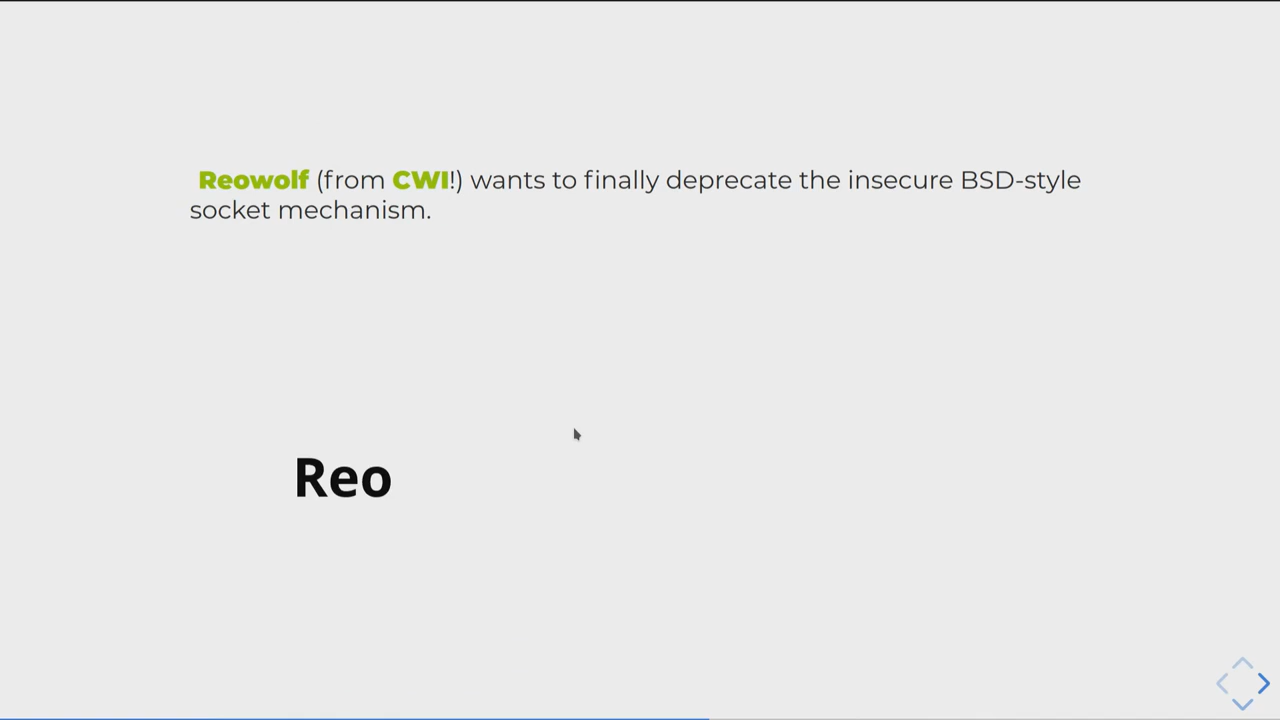 Reowolf (from CWI!) wants to finally deprecate the insecure BSD-style
socket mechanism.
Reo